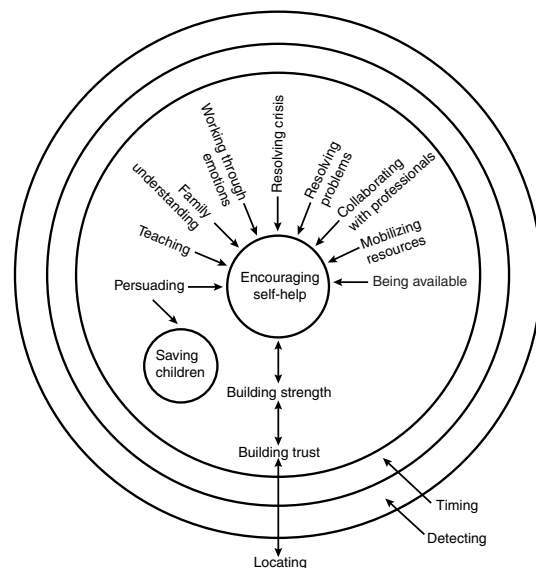 Resolving crisis
Working through
emotions
Resolving
problems
Family
understanding
Collaborating
with professionals
Teaching
Mobilizing
resources
Persuading
Encouraging
self-help
Being available
Saving
children
Building strength
Building trust
Timing
Detecting
Locating